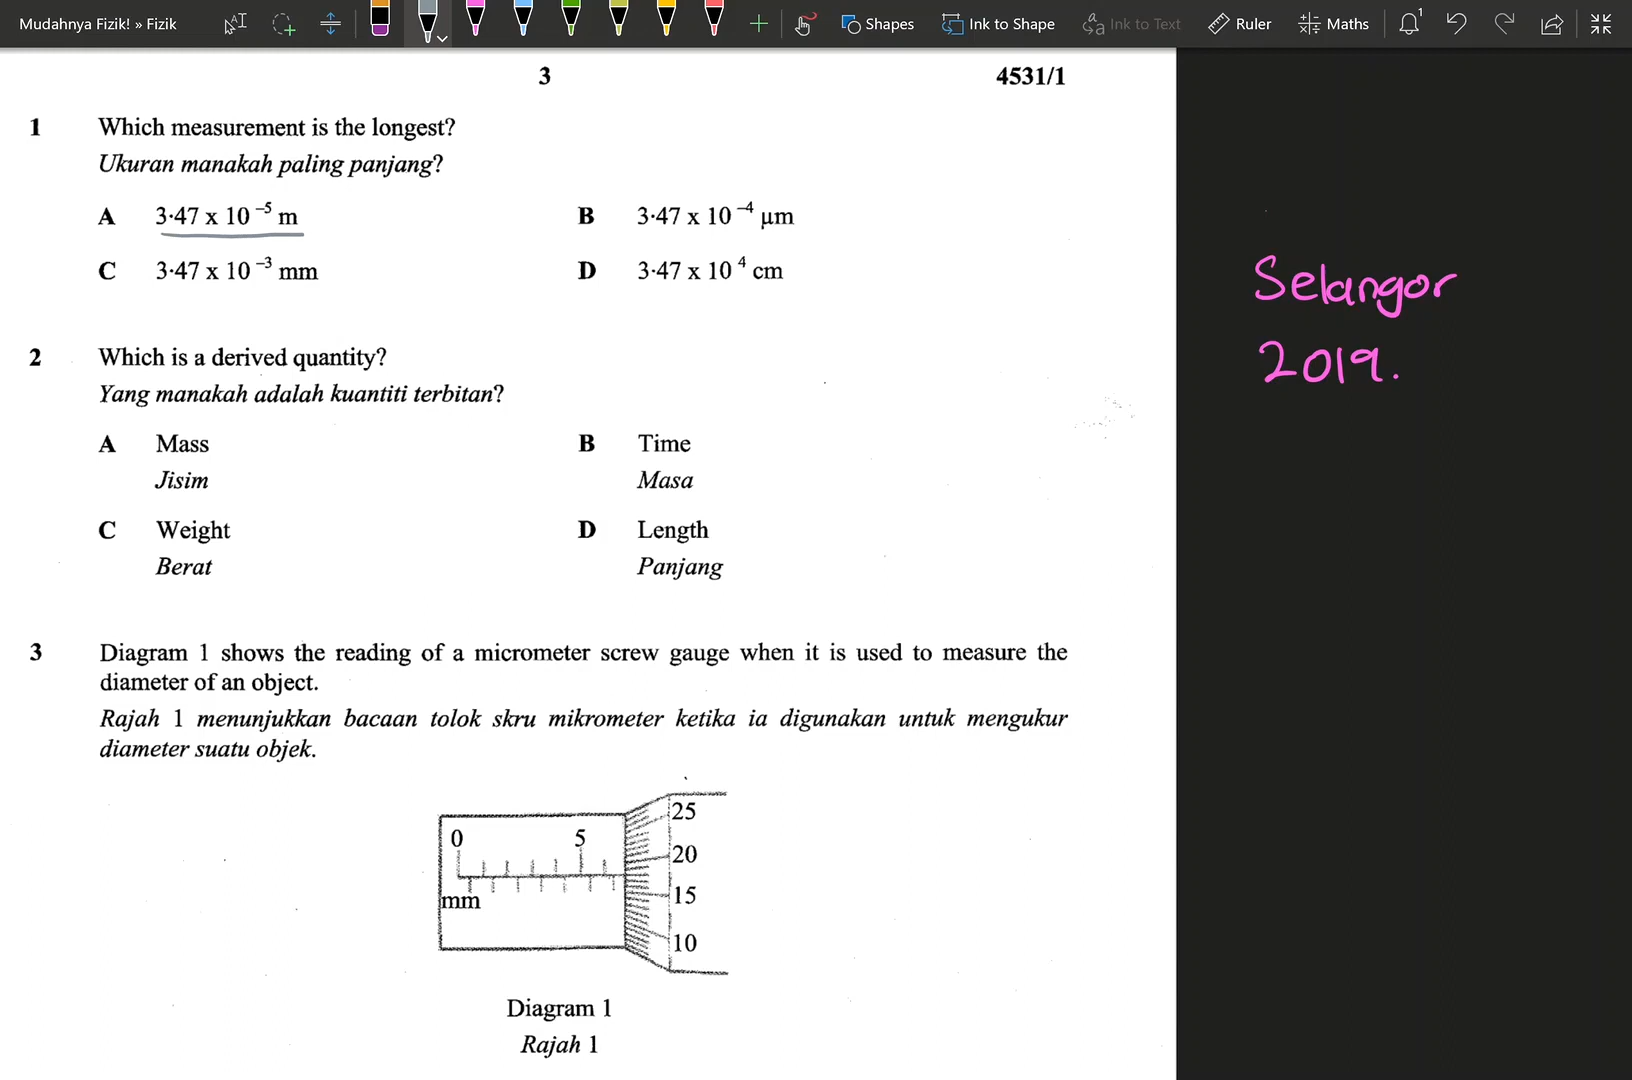 Mudahnya Fizik! » Fizik
Shapes
Ink to Shape
Ink to Text
Ruler
Maths
1
3
4531/1
1 Which measurement is the longest?
Ukuran manakah paling panjang?
A 3·47 x 10⁻⁵ m B 3·47 x 10⁻⁴ µm
C 3·47 x 10⁻³ mm D 3·47 x 10⁴ cm
Selangor
2019.
2 Which is a derived quantity?
Yang manakah adalah kuantiti terbitan?
A Mass B Time
Jisim Masa
C Weight D Length
Berat Panjang
3 Diagram 1 shows the reading of a micrometer screw gauge when it is used to measure the
diameter of an object.
Rajah 1 menunjukkan bacaan tolok skru mikrometer ketika ia digunakan untuk mengukur
diameter suatu objek.
25
0 5
20
mm 15
10
Diagram 1
Rajah 1